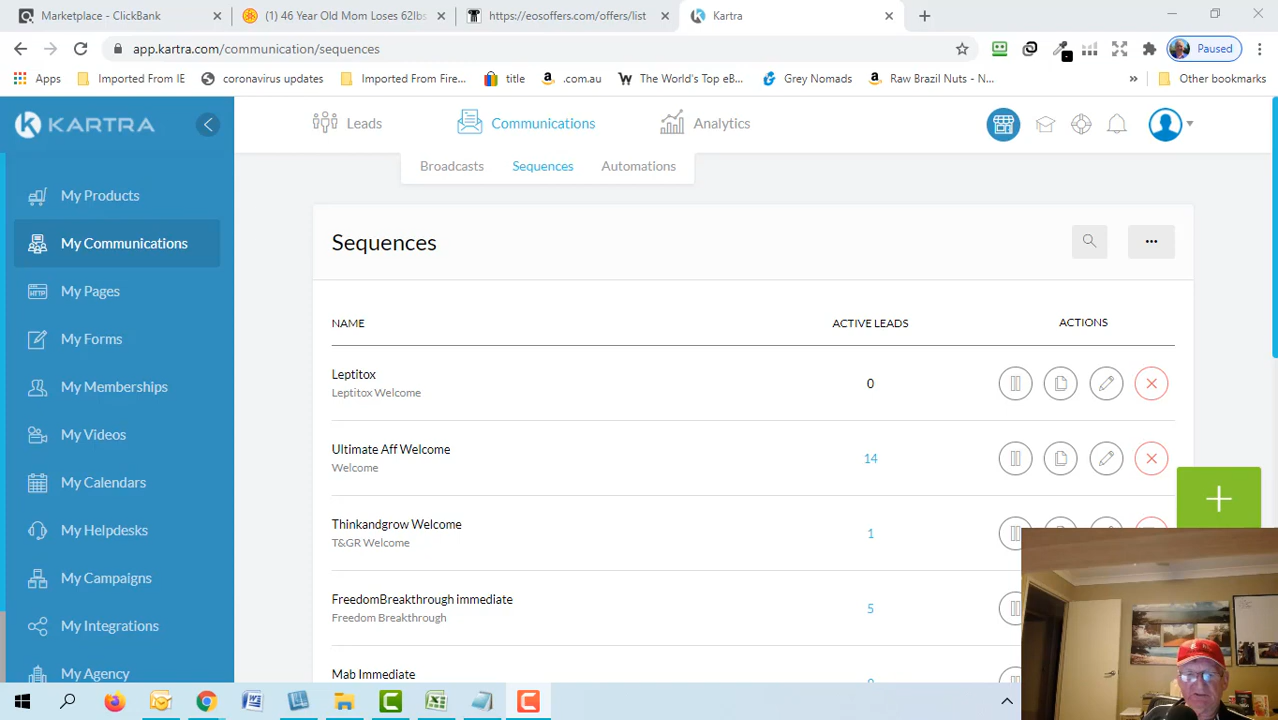 Marketplace - ClickBank
(1) 46 Year Old Mom Loses 62lbs
https://eosoffers.com/offers/list
Kartra
app.kartra.com/communication/sequences
Paused
Apps
Imported From IE
coronavirus updates
Imported From Fire...
title
.com.au
The World's Top E-B...
Grey Nomads
Raw Brazil Nuts - N...
»
Other bookmarks
KARTRA
Leads
Communications
Analytics
Broadcasts
Sequences
Automations
My Products
My Communications
My Pages
My Forms
My Memberships
My Videos
My Calendars
My Helpdesks
My Campaigns
My Integrations
My Agency
Sequences
NAME
ACTIVE LEADS
ACTIONS
Leptitox
Leptitox Welcome
0
Ultimate Aff Welcome
Welcome
14
Thinkandgrow Welcome
T&GR Welcome
1
FreedomBreakthrough immediate
Freedom Breakthrough
5
Mab Immediate